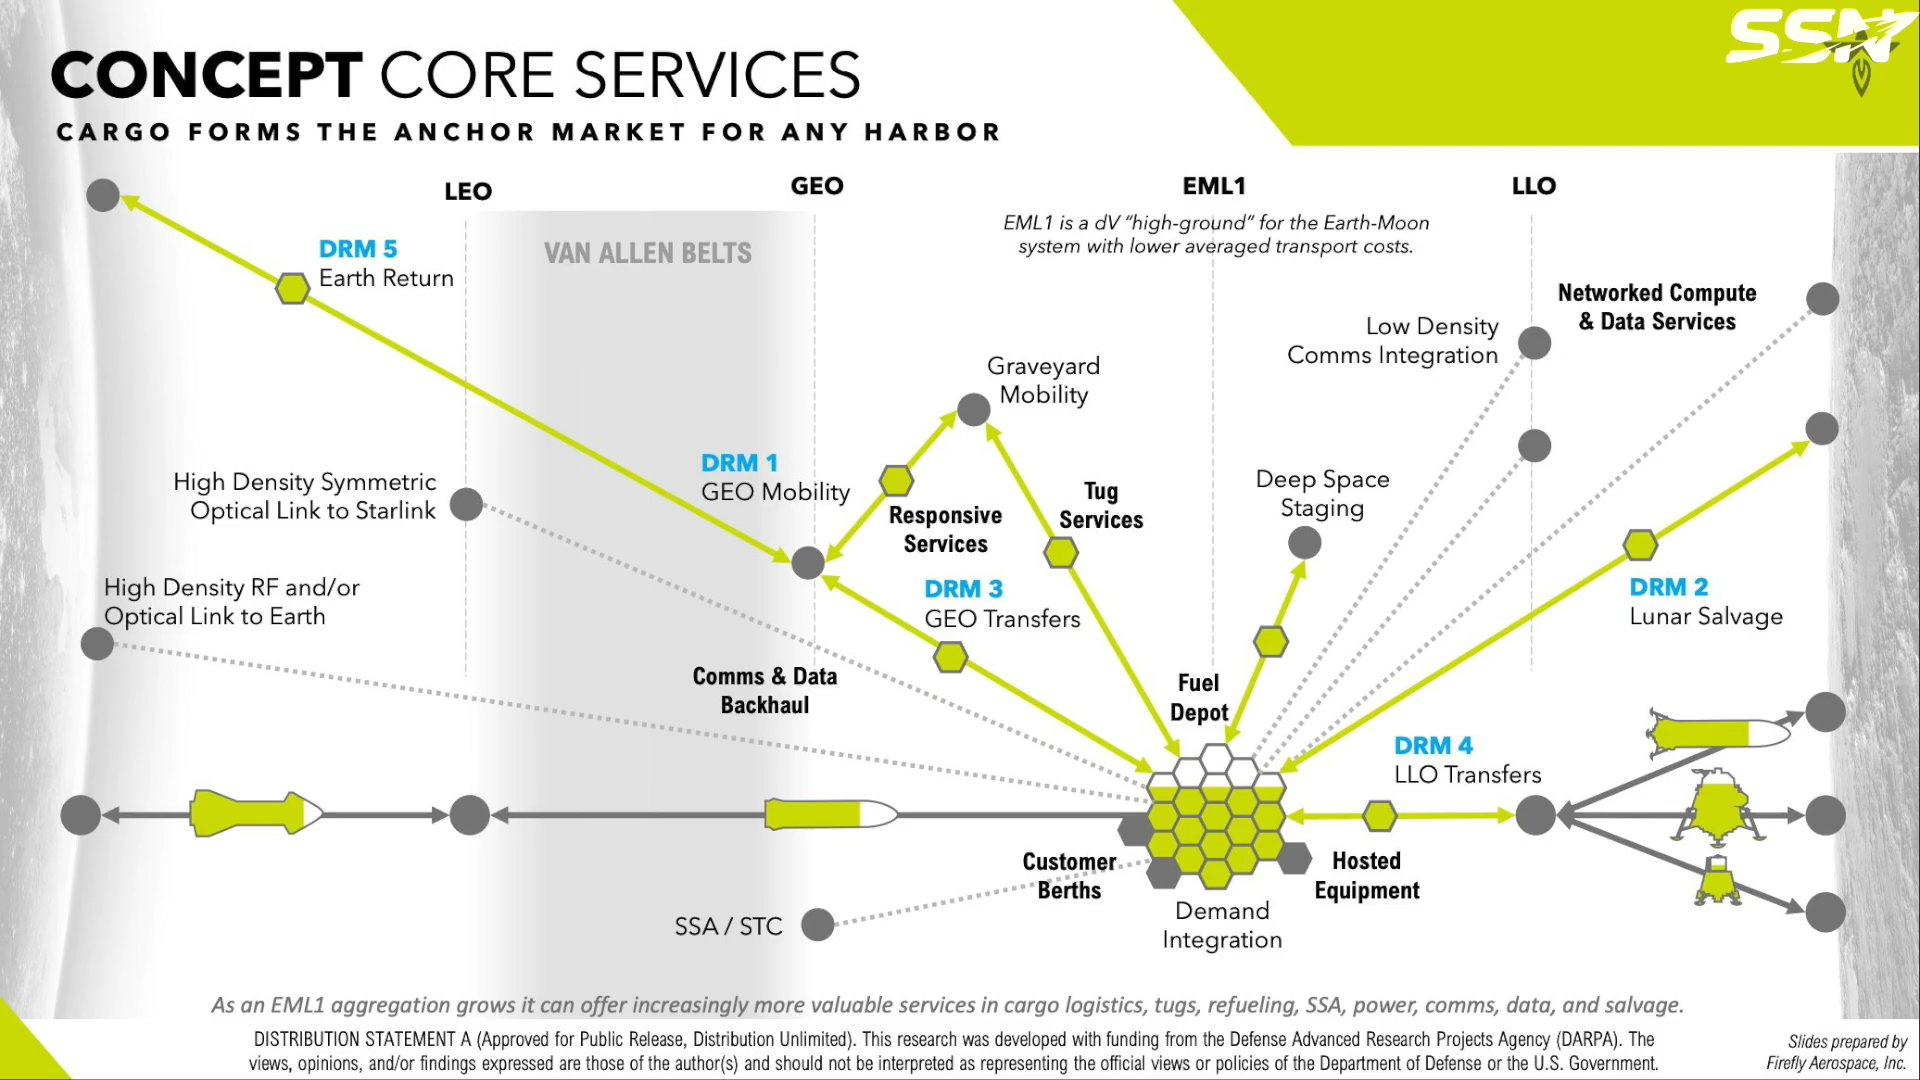 SSN
CONCEPT CORE SERVICES
CARGO FORMS THE ANCHOR MARKET FOR ANY HARBOR
LEO
GEO
EML1
LLO
EML1 is a dV “high-ground” for the Earth-Moon
system with lower averaged transport costs.
VAN ALLEN BELTS
DRM 5
Earth Return
Networked Compute
& Data Services
Low Density
Comms Integration
Graveyard
Mobility
DRM 1
GEO Mobility
High Density Symmetric
Optical Link to Starlink
Responsive
Services
Tug
Services
Deep Space
Staging
High Density RF and/or
Optical Link to Earth
DRM 3
GEO Transfers
DRM 2
Lunar Salvage
Comms & Data
Backhaul
Fuel
Depot
DRM 4
LLO Transfers
Customer
Berths
Hosted
Equipment
SSA / STC
Demand
Integration
As an EML1 aggregation grows it can offer increasingly more valuable services in cargo logistics, tugs, refueling, SSA, power, comms, data, and salvage.
DISTRIBUTION STATEMENT A (Approved for Public Release, Distribution Unlimited). This research was developed with funding from the Defense Advanced Research Projects Agency (DARPA). The
views, opinions, and/or findings expressed are those of the author(s) and should not be interpreted as representing the official views or policies of the Department of Defense or the U.S. Government.
Slides prepared by
Firefly Aerospace, Inc.